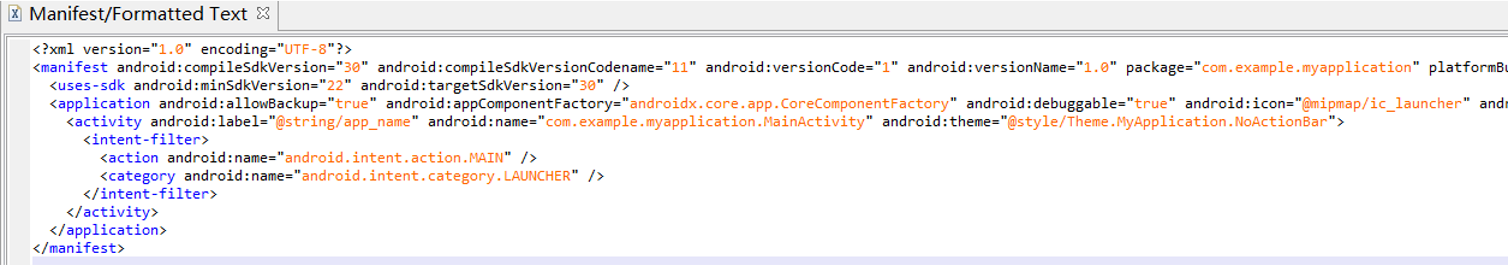 Manifest/Formatted Text
<?xml version="1.0" encoding="UTF-8"?>
<manifest android:compileSdkVersion="30" android:compileSdkVersionCodename="11" android:versionCode="1" android:versionName="1.0" package="com.example.myapplication"
<uses-sdk android:minSdkVersion="22" android:targetSdkVersion="30" />
<application android:allowBackup="true" android:appComponentFactory="androidx.core.app.CoreComponentFactory" android:debuggable="true" android:icon="@mipmap/ic_launcher"
<activity android:label="@string/app_name" android:name="com.example.myapplication.MainActivity" android:theme="@style/Theme.MyApplication.NoActionBar">
<intent-filter>
<action android:name="android.intent.action.MAIN" />
<category android:name="android.intent.category.LAUNCHER" />
</intent-filter>
</activity>
</application>
</manifest>